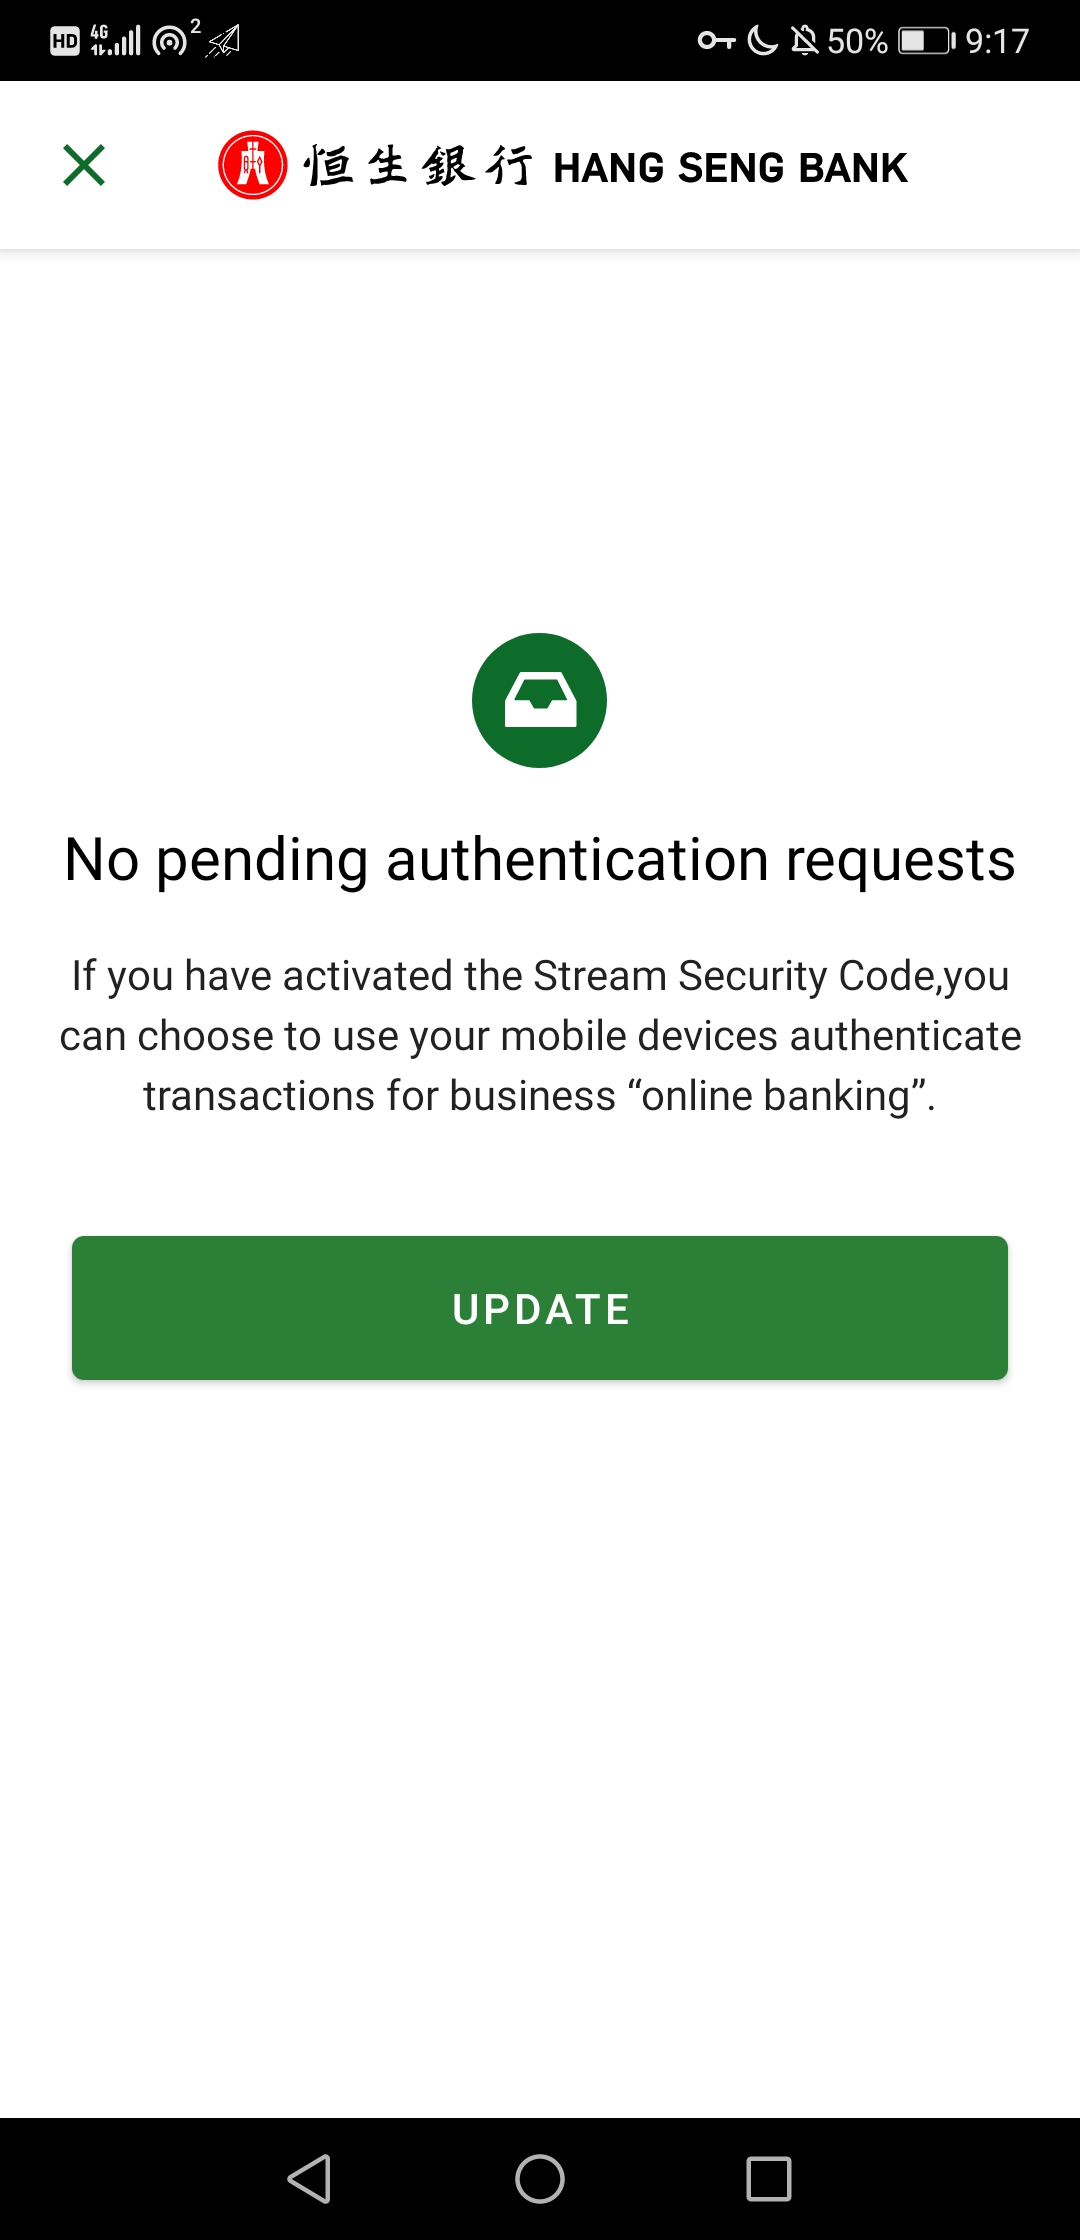 HD 4G 2 50% 9:17
恒生銀行 HANG SENG BANK
No pending authentication requests
If you have activated the Stream Security Code,you
can choose to use your mobile devices authenticate
transactions for business “online banking”.
UPDATE